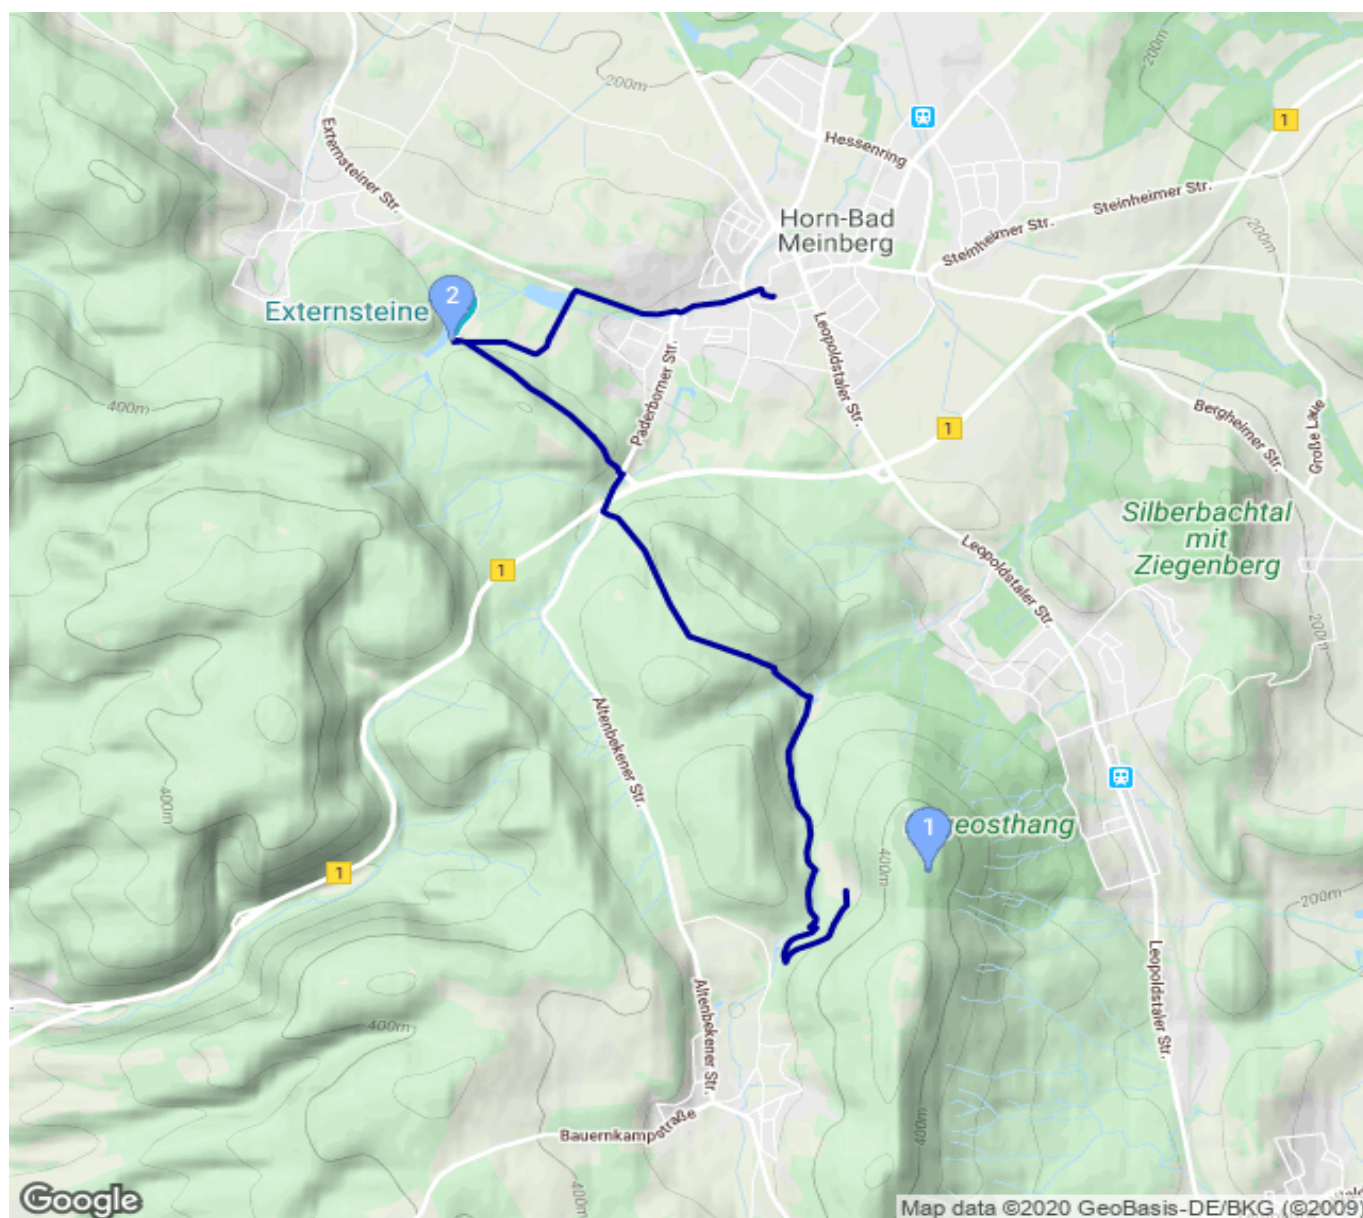 200m
200m
1
Hessenring
Externsteiner Str.
Steinheimer Str.
Horn-Bad
Meinberg
Steinheimer Str.
200m
2
Externsteine
Leopoldstaler Str.
Paderborner Str.
400m
Bergheimer Str.
1
Silberbachtal
mit
Ziegenberg
Leopoldstaler Str.
1
200m
Altenbekener Str.
400m
1
eosthang
400m
1
200m
Leopoldstaler Str.
Altenbekener Str.
400m
400m
Bauernkampstraße
400m
Google
Map data ©2020 GeoBasis-DE/BKG (©2009)